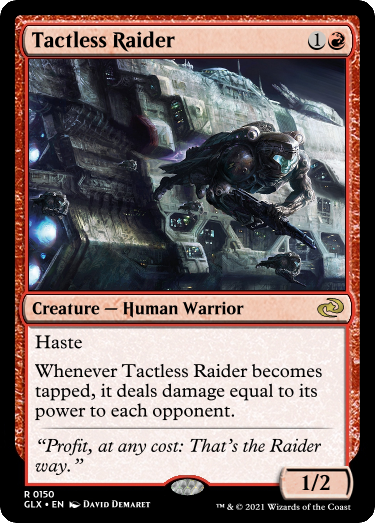 Tactless Raider 1
Creature — Human Warrior
Haste
Whenever Tactless Raider becomes
tapped, it deals damage equal to its
power to each opponent.
“Profit, at any cost: That's the Raider
way.”
1/2
R 0150
GLX • EN DAVID DEMARET
™ & © 2021 Wizards of the Coast